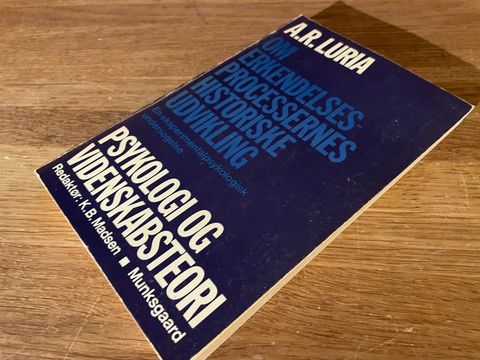 A.R. LURIA
OM
ERKENDELSES-
PROCESSERNES
HISTORISKE
UDVIKLING
En eksperimentalpsykologisk
undersøgelse
PSYKOLOGI OG
VIDENSKABSTEORI
Redaktør: K. B. Madsen ■ Munksgaard